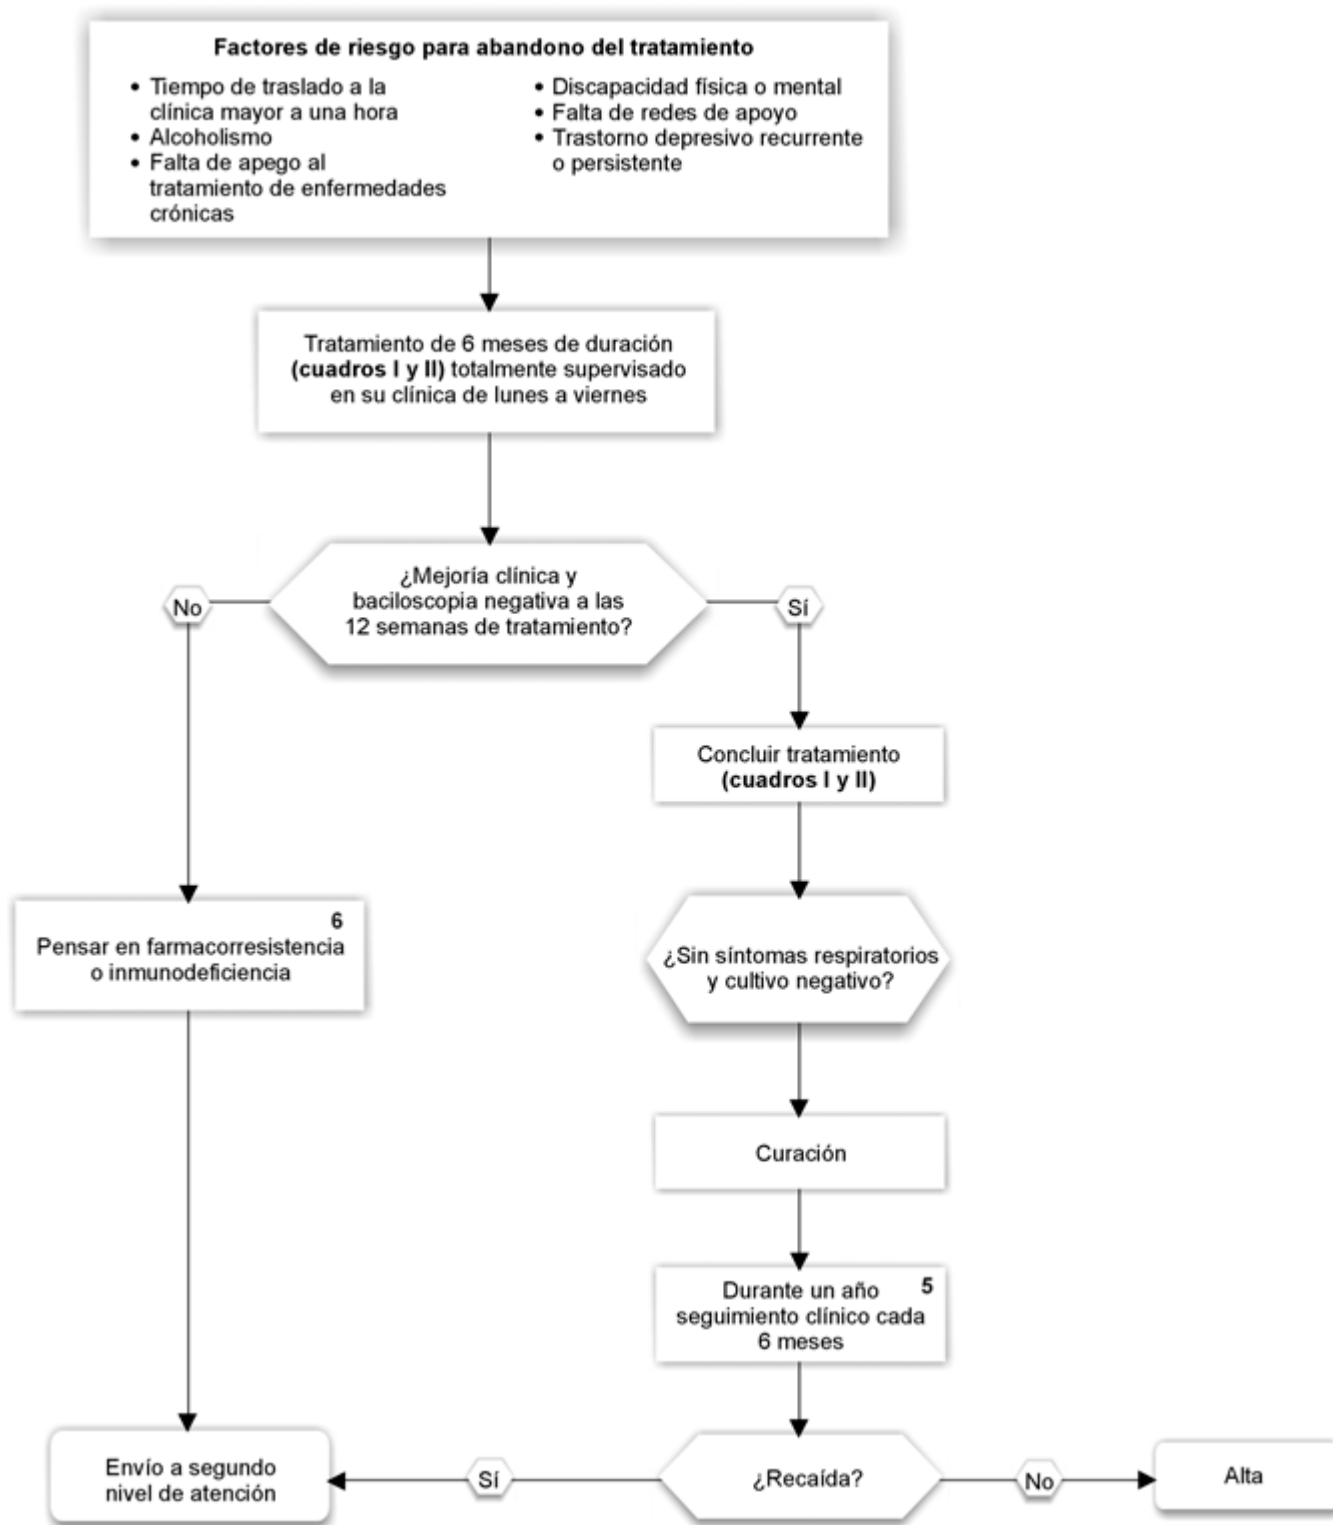 Factores de riesgo para abandono del tratamiento
• Tiempo de traslado a la
clínica mayor a una hora
• Alcoholismo
• Falta de apego al
tratamiento de enfermedades
crónicas
• Discapacidad física o mental
• Falta de redes de apoyo
• Trastorno depresivo recurrente
o persistente
Tratamiento de 6 meses de duración
(cuadros I y II) totalmente supervisado
en su clínica de lunes a viernes
¿Mejoría clínica y
baciloscopia negativa a las
12 semanas de tratamiento?
No
Sí
Concluir tratamiento
(cuadros I y II)
6
Pensar en farmacorresistencia
o inmunodeficiencia
¿Sin síntomas respiratorios
y cultivo negativo?
Curación
5
Durante un año
seguimiento clínico cada
6 meses
Envío a segundo
nivel de atención
Sí
¿Recaída?
No
Alta